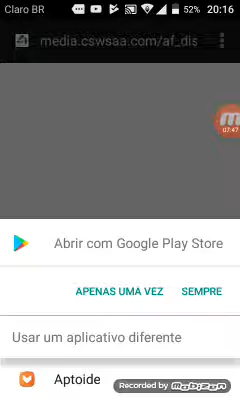 Claro BR 52% 20:16
media.cswsaa.com/af_dis
07:47
Abrir com Google Play Store
APENAS UMA VEZ SEMPRE
Usar um aplicativo diferente
Aptoide
Recorded by Mobizen